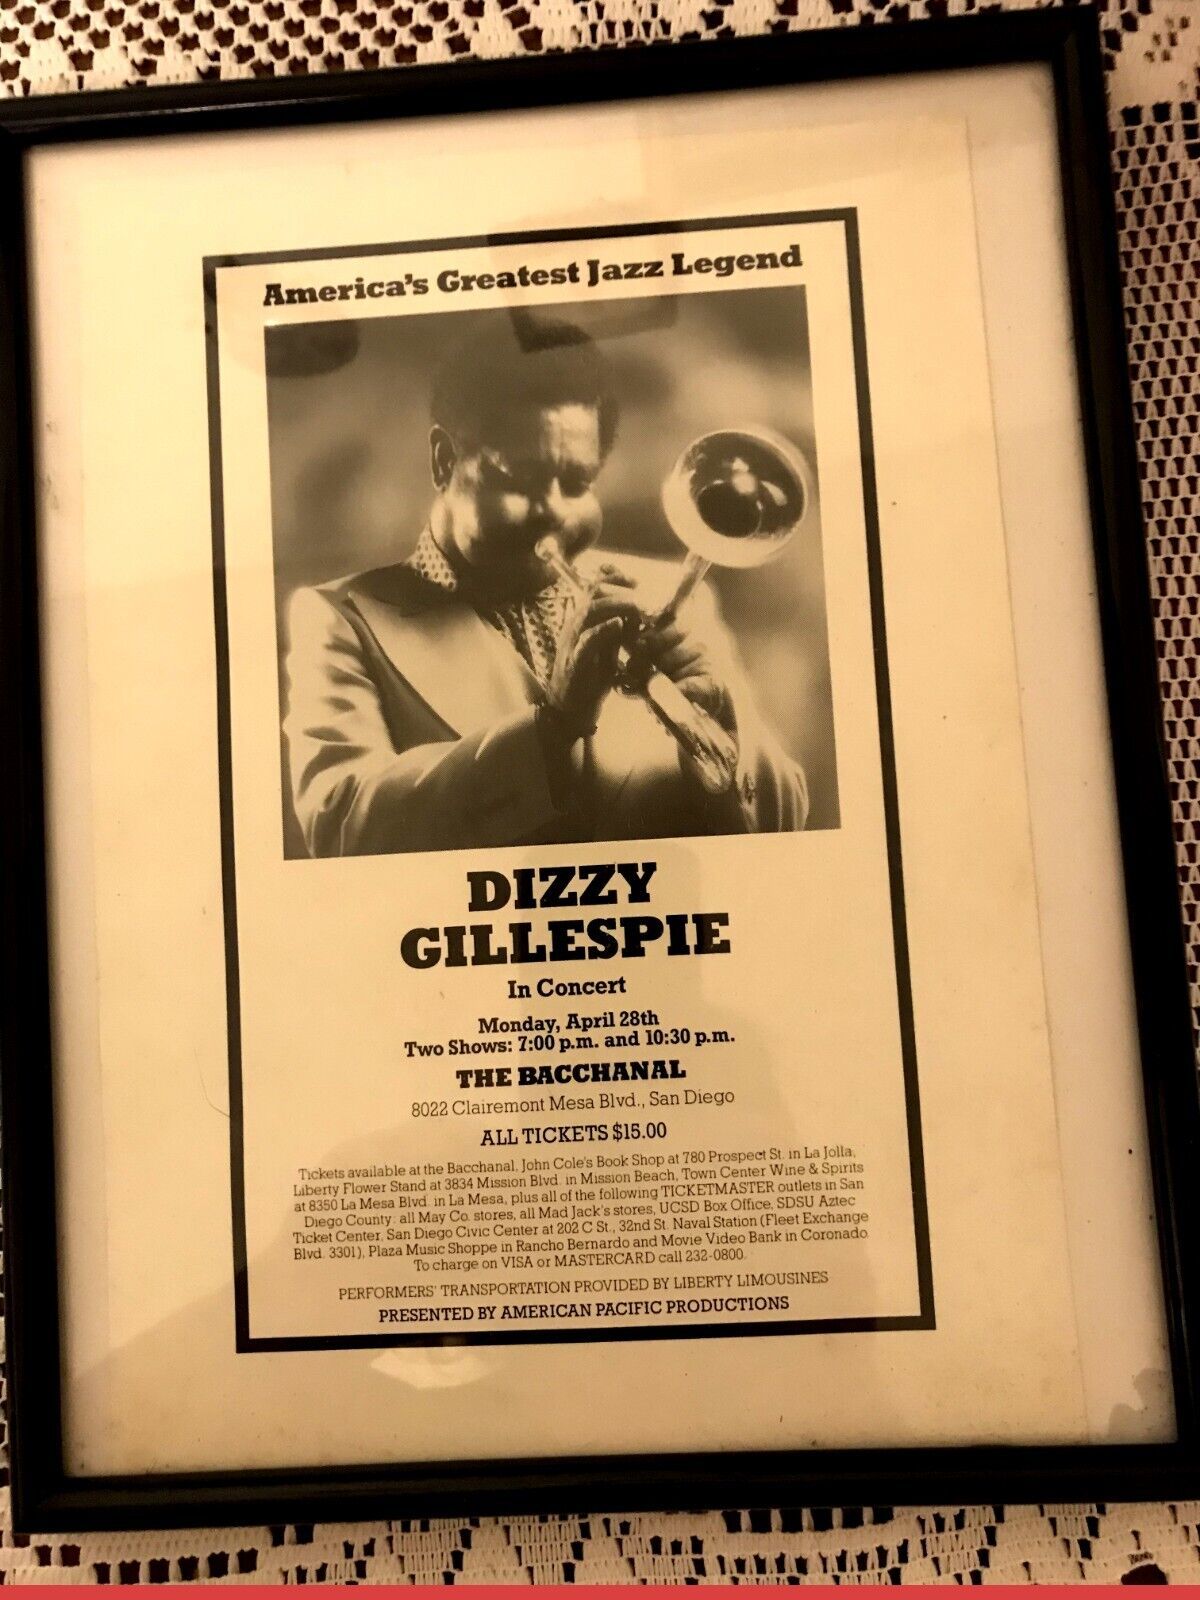 America's Greatest Jazz Legend
DIZZY
GILLESPIE
In Concert
Monday, April 28th
Two Shows: 7:00 p.m. and 10:30 p.m.
THE BACCHANAL
8022 Clairemont Mesa Blvd., San Diego
ALL TICKETS $15.00
Tickets available at the Bacchanal, John Cole's Book Shop at 780 Prospect St. in La Jolla,
Liberty Flower Stand at 3834 Mission Blvd. in Mission Beach, Town Center Wine & Spirits
at 8350 La Mesa Blvd. in La Mesa, plus all of the following TICKETMASTER outlets in San
Diego County: all May Co. stores, all Mad Jack's stores, UCSD Box Office, SDSU Aztec
Ticket Center, San Diego Civic Center at 202 C St., 32nd St. Naval Station (Fleet Exchange
Blvd. 3301), Plaza Music Shoppe in Rancho Bernardo and Movie Video Bank in Coronado.
To charge on VISA or MASTERCARD call 232-0800.
PERFORMERS' TRANSPORTATION PROVIDED BY LIBERTY LIMOUSINES
PRESENTED BY AMERICAN PACIFIC PRODUCTIONS